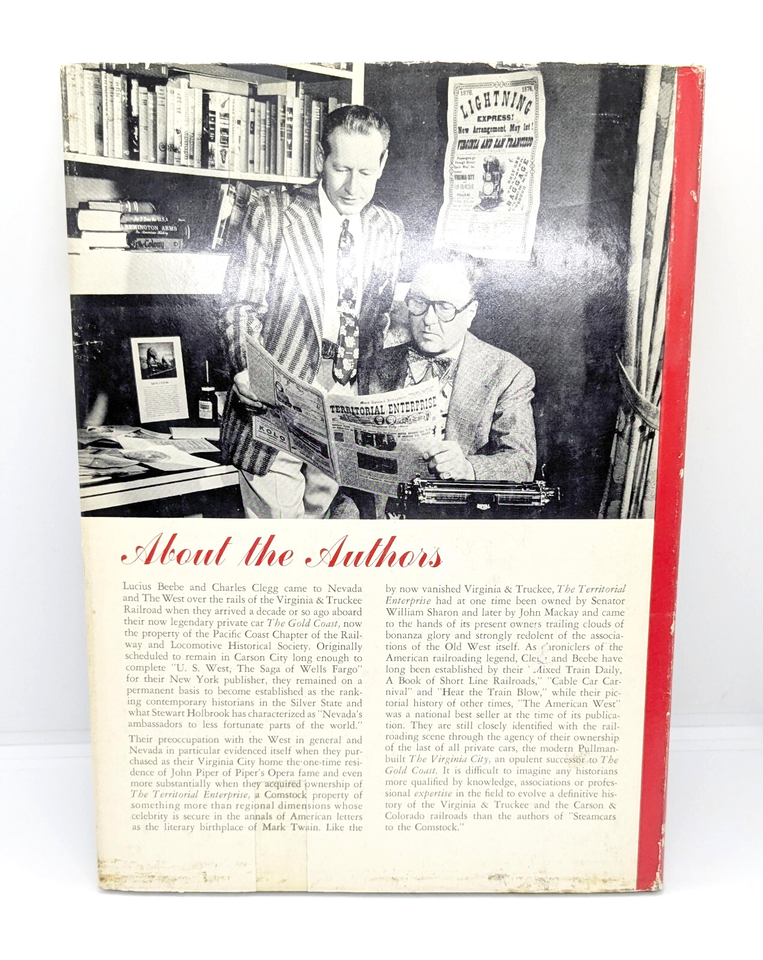 1876.
1876.
LIGHTNING
EXPRESS!
New Arrangement, May 1st!
VIRGINIA AND SAN FRANCISCO
VIRGINIA CITY
BAGGAGE
REMINGTON ARMS
TERRITORIAL ENTERPRISE
KOLO
About the Authors
Lucius Beebe and Charles Clegg came to Nevada
and The West over the rails of the Virginia & Truckee
Railroad when they arrived a decade or so ago aboard
their now legendary private car The Gold Coast, now
the property of the Pacific Coast Chapter of the Rail-
way and Locomotive Historical Society. Originally
scheduled to remain in Carson City long enough to
complete "U. S. West, The Saga of Wells Fargo"
for their New York publisher, they remained on a
permanent basis to become established as the rank-
ing contemporary historians in the Silver State and
what Stewart Holbrook has characterized as "Nevada's
ambassadors to less fortunate parts of the world."
Their preoccupation with the West in general and
Nevada in particular evidenced itself when they pur-
chased as their Virginia City home the one-time resi-
dence of John Piper of Piper's Opera fame and even
more substantially when they acquired ownership of
The Territorial Enterprise, a Comstock property of
something more than regional dimensions whose
celebrity is secure in the annals of American letters
as the literary birthplace of Mark Twain. Like the
by now vanished Virginia & Truckee, The Territorial
Enterprise had at one time been owned by Senator
William Sharon and later by John Mackay and came
to the hands of its present owners trailing clouds of
bonanza glory and strongly redolent of the associa-
tions of the Old West itself. As chroniclers of the
American railroading legend, Clegg and Beebe have
long been established by their "Mixed Train Daily,
A Book of Short Line Railroads," "Cable Car Car-
nival" and "Hear the Train Blow," while their pic-
torial history of other times, "The American West"
was a national best seller at the time of its publica-
tion. They are still closely identified with the rail-
roading scene through the agency of their ownership
of the last of all private cars, the modern Pullman-
built The Virginia City, an opulent successor to The
Gold Coast. It is difficult to imagine any historians
more qualified by knowledge, associations or profes-
sional expertise in the field to evolve a definitive his-
tory of the Virginia & Truckee and the Carson &
Colorado railroads than the authors of "Steamcars
to the Comstock."